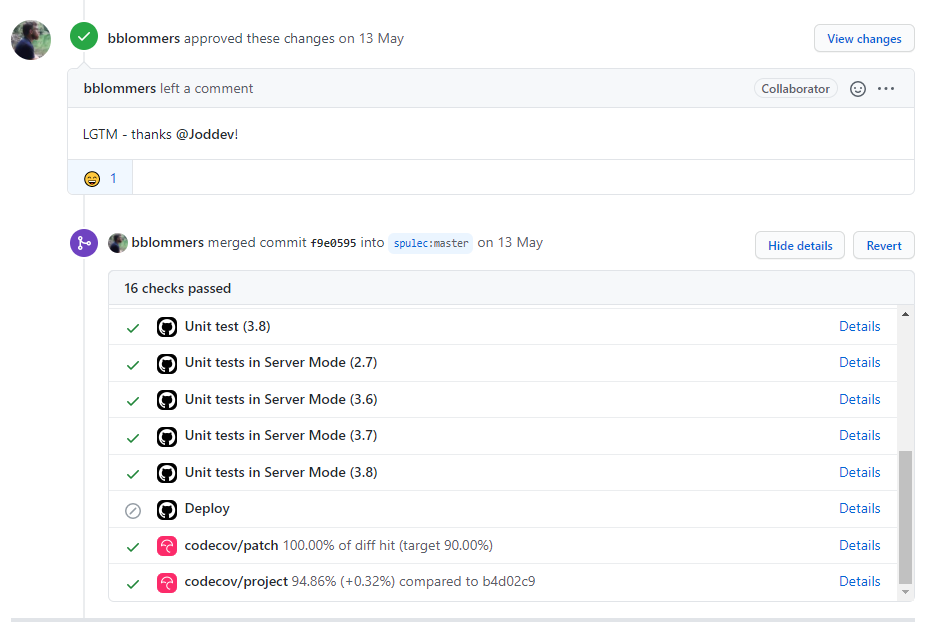 bblommers approved these changes on 13 May
View changes
bblommers left a comment
Collaborator
LGTM - thanks @Joddev!
1
bblommers merged commit f9e0595 into spulec:master on 13 May
Hide details
Revert
16 checks passed
Unit test (3.8) Details
Unit tests in Server Mode (2.7) Details
Unit tests in Server Mode (3.6) Details
Unit tests in Server Mode (3.7) Details
Unit tests in Server Mode (3.8) Details
Deploy Details
codecov/patch 100.00% of diff hit (target 90.00%) Details
codecov/project 94.86% (+0.32%) compared to b4d02c9 Details